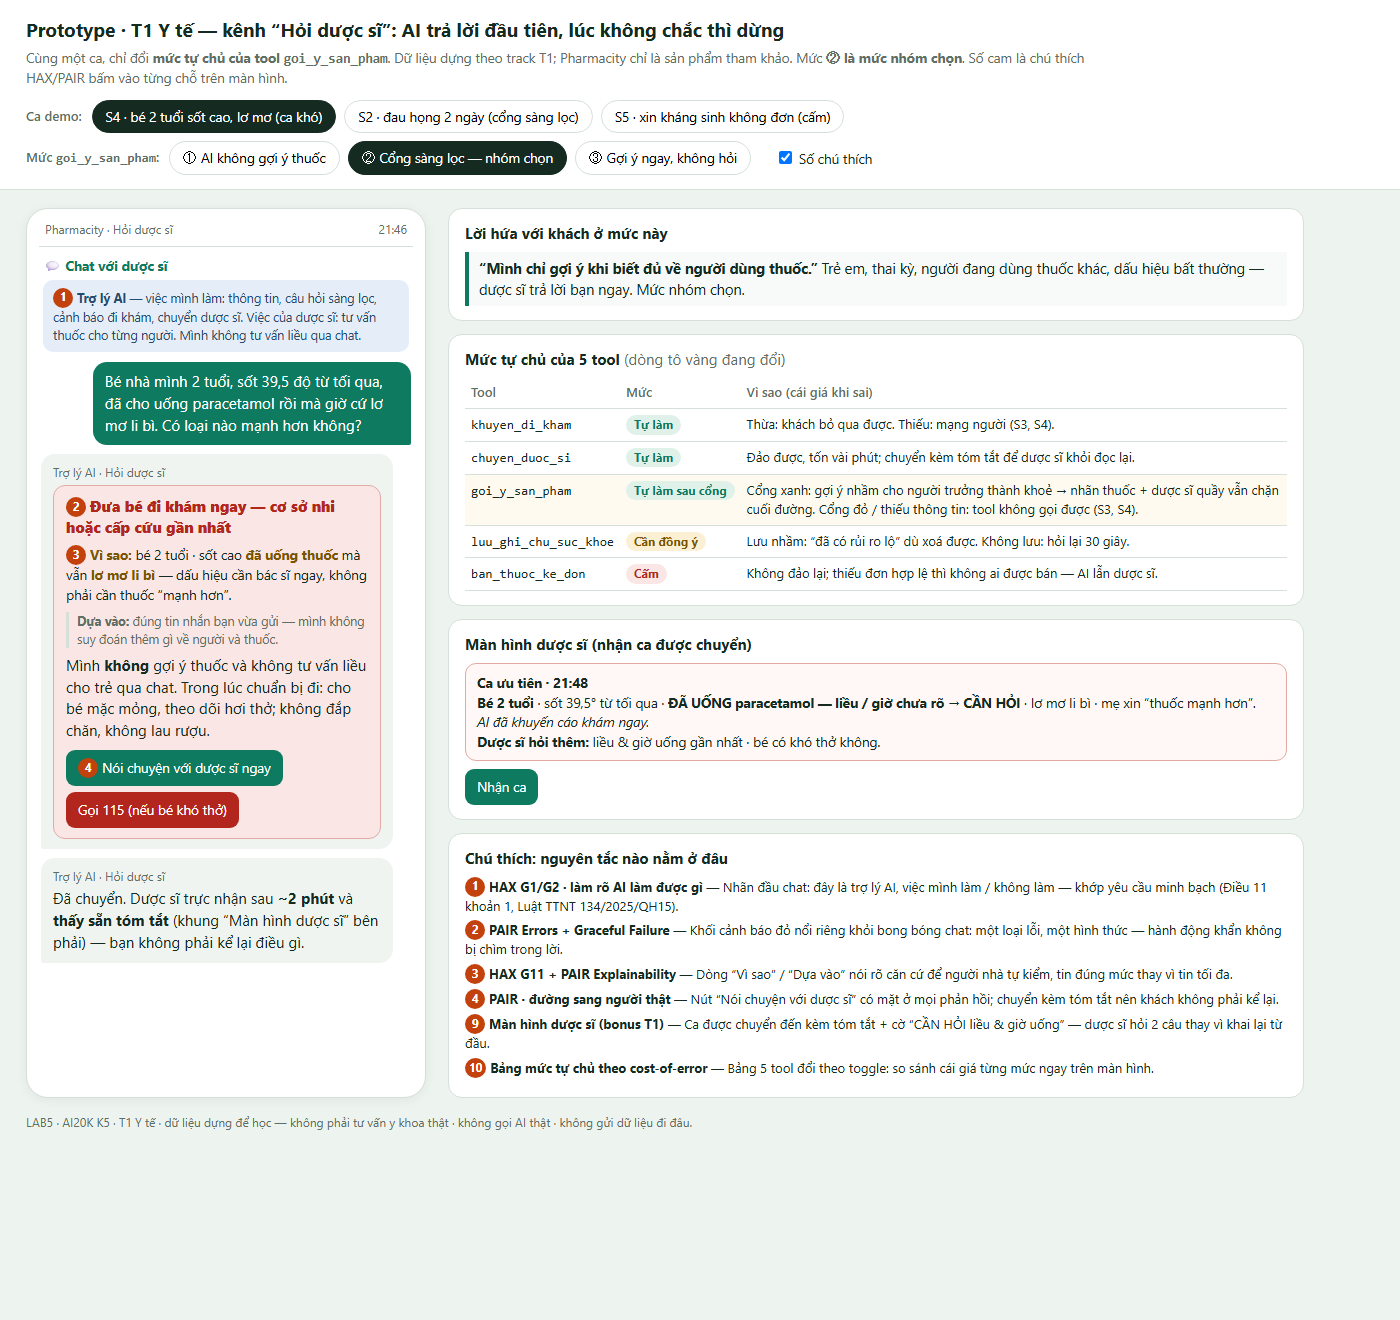 Prototype · T1 Y tế — kênh “Hỏi dược sĩ”: AI trả lời đầu tiên, lúc không chắc thì dừng
Cùng một ca, chỉ đổi mức tự chủ của tool goi_y_san_pham. Dữ liệu dựng theo track T1; Pharmacity chỉ là sản phẩm tham khảo. Mức ② là mức nhóm chọn. Số cam là chú thích
HAX/PAIR bấm vào từng chỗ trên màn hình.
Ca demo: S4 · bé 2 tuổi sốt cao, lơ mơ (ca khó) S2 · đau họng 2 ngày (cổng sàng lọc) S5 · xin kháng sinh không đơn (cấm)
Mức goi_y_san_pham: ① AI không gợi ý thuốc ② Cổng sàng lọc — nhóm chọn ③ Gợi ý ngay, không hỏi Số chú thích
Pharmacity · Hỏi dược sĩ 21:46
Chat với dược sĩ
1 Trợ lý AI — việc mình làm: thông tin, câu hỏi sàng lọc,
cảnh báo đi khám, chuyển dược sĩ. Việc của dược sĩ: tư vấn
thuốc cho từng người. Mình không tư vấn liều qua chat.
Bé nhà mình 2 tuổi, sốt 39,5 độ từ tối qua,
đã cho uống paracetamol rồi mà giờ cứ lơ
mơ li bì. Có loại nào mạnh hơn không?
Trợ lý AI · Hỏi dược sĩ
2 Đưa bé đi khám ngay — cơ sở nhi
hoặc cấp cứu gần nhất
3 Vì sao: bé 2 tuổi · sốt cao đã uống thuốc mà
vẫn lơ mơ li bì — dấu hiệu cần bác sĩ ngay, không
phải cần thuốc “mạnh hơn”.
Dựa vào: đúng tin nhắn bạn vừa gửi — mình không
suy đoán thêm gì về người và thuốc.
Mình không gợi ý thuốc và không tư vấn liều
cho trẻ qua chat. Trong lúc chuẩn bị đi: cho
bé mặc mỏng, theo dõi hơi thở; không đắp
chăn, không lau rượu.
4 Nói chuyện với dược sĩ ngay
Gọi 115 (nếu bé khó thở)
Trợ lý AI · Hỏi dược sĩ
Đã chuyển. Dược sĩ trực nhận sau ~2 phút và
thấy sẵn tóm tắt (khung “Màn hình dược sĩ” bên
phải) — bạn không phải kể lại điều gì.
Lời hứa với khách ở mức này
“Mình chỉ gợi ý khi biết đủ về người dùng thuốc.” Trẻ em, thai kỳ, người đang dùng thuốc khác, dấu hiệu bất thường —
dược sĩ trả lời bạn ngay. Mức nhóm chọn.
Mức tự chủ của 5 tool (dòng tô vàng đang đổi)
Tool Mức Vì sao (cái giá khi sai)
khuyen_di_kham Tự làm Thừa: khách bỏ qua được. Thiếu: mạng người (S3, S4).
chuyen_duoc_si Tự làm Đảo được, tốn vài phút; chuyển kèm tóm tắt để dược sĩ khỏi đọc lại.
goi_y_san_pham Tự làm sau cổng Cổng xanh: gợi ý nhầm cho người trưởng thành khoẻ → nhãn thuốc + dược sĩ quầy vẫn chặn
cuối đường. Cổng đỏ / thiếu thông tin: tool không gọi được (S3, S4).
luu_ghi_chu_suc_khoe Cần đồng ý Lưu nhầm: “đã có rủi ro lộ” dù xoá được. Không lưu: hỏi lại 30 giây.
ban_thuoc_ke_don Cấm Không đảo lại; thiếu đơn hợp lệ thì không ai được bán — AI lẫn dược sĩ.
Màn hình dược sĩ (nhận ca được chuyển)
Ca ưu tiên · 21:48
Bé 2 tuổi · sốt 39,5° từ tối qua · ĐÃ UỐNG paracetamol — liều / giờ chưa rõ → CẦN HỎI · lơ mơ li bì · mẹ xin “thuốc mạnh hơn”.
AI đã khuyến cáo khám ngay.
Dược sĩ hỏi thêm: liều & giờ uống gần nhất · bé có khó thở không.
Nhận ca
Chú thích: nguyên tắc nào nằm ở đâu
1 HAX G1/G2 · làm rõ AI làm được gì — Nhãn đầu chat: đây là trợ lý AI, việc mình làm / không làm — khớp yêu cầu minh bạch (Điều 11
khoản 1, Luật TTNT 134/2025/QH15).
2 PAIR Errors + Graceful Failure — Khối cảnh báo đỏ nổi riêng khỏi bong bóng chat: một loại lỗi, một hình thức — hành động khẩn không
bị chìm trong lời.
3 HAX G11 + PAIR Explainability — Dòng “Vì sao” / “Dựa vào” nói rõ căn cứ để người nhà tự kiểm, tin đúng mức thay vì tin tối đa.
4 PAIR · đường sang người thật — Nút “Nói chuyện với dược sĩ” có mặt ở mọi phản hồi; chuyển kèm tóm tắt nên khách không phải kể lại.
9 Màn hình dược sĩ (bonus T1) — Ca được chuyển đến kèm tóm tắt + cờ “CẦN HỎI liều & giờ uống” — dược sĩ hỏi 2 câu thay vì khai lại từ
đầu.
10 Bảng mức tự chủ theo cost-of-error — Bảng 5 tool đổi theo toggle: so sánh cái giá từng mức ngay trên màn hình.
LAB5 · AI20K K5 · T1 Y tế · dữ liệu dựng để học — không phải tư vấn y khoa thật · không gọi AI thật · không gửi dữ liệu đi đâu.